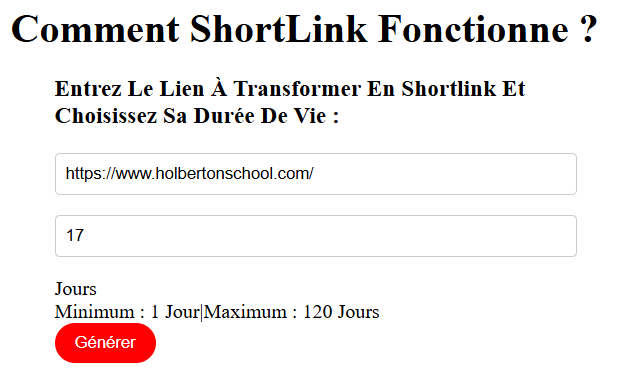 Comment ShortLink Fonctionne ?
Entrez Le Lien À Transformer En Shortlink Et
Choisissez Sa Durée De Vie :
https://www.holbertonschool.com/
17
Jours
Minimum : 1 Jour|Maximum : 120 Jours
Générer